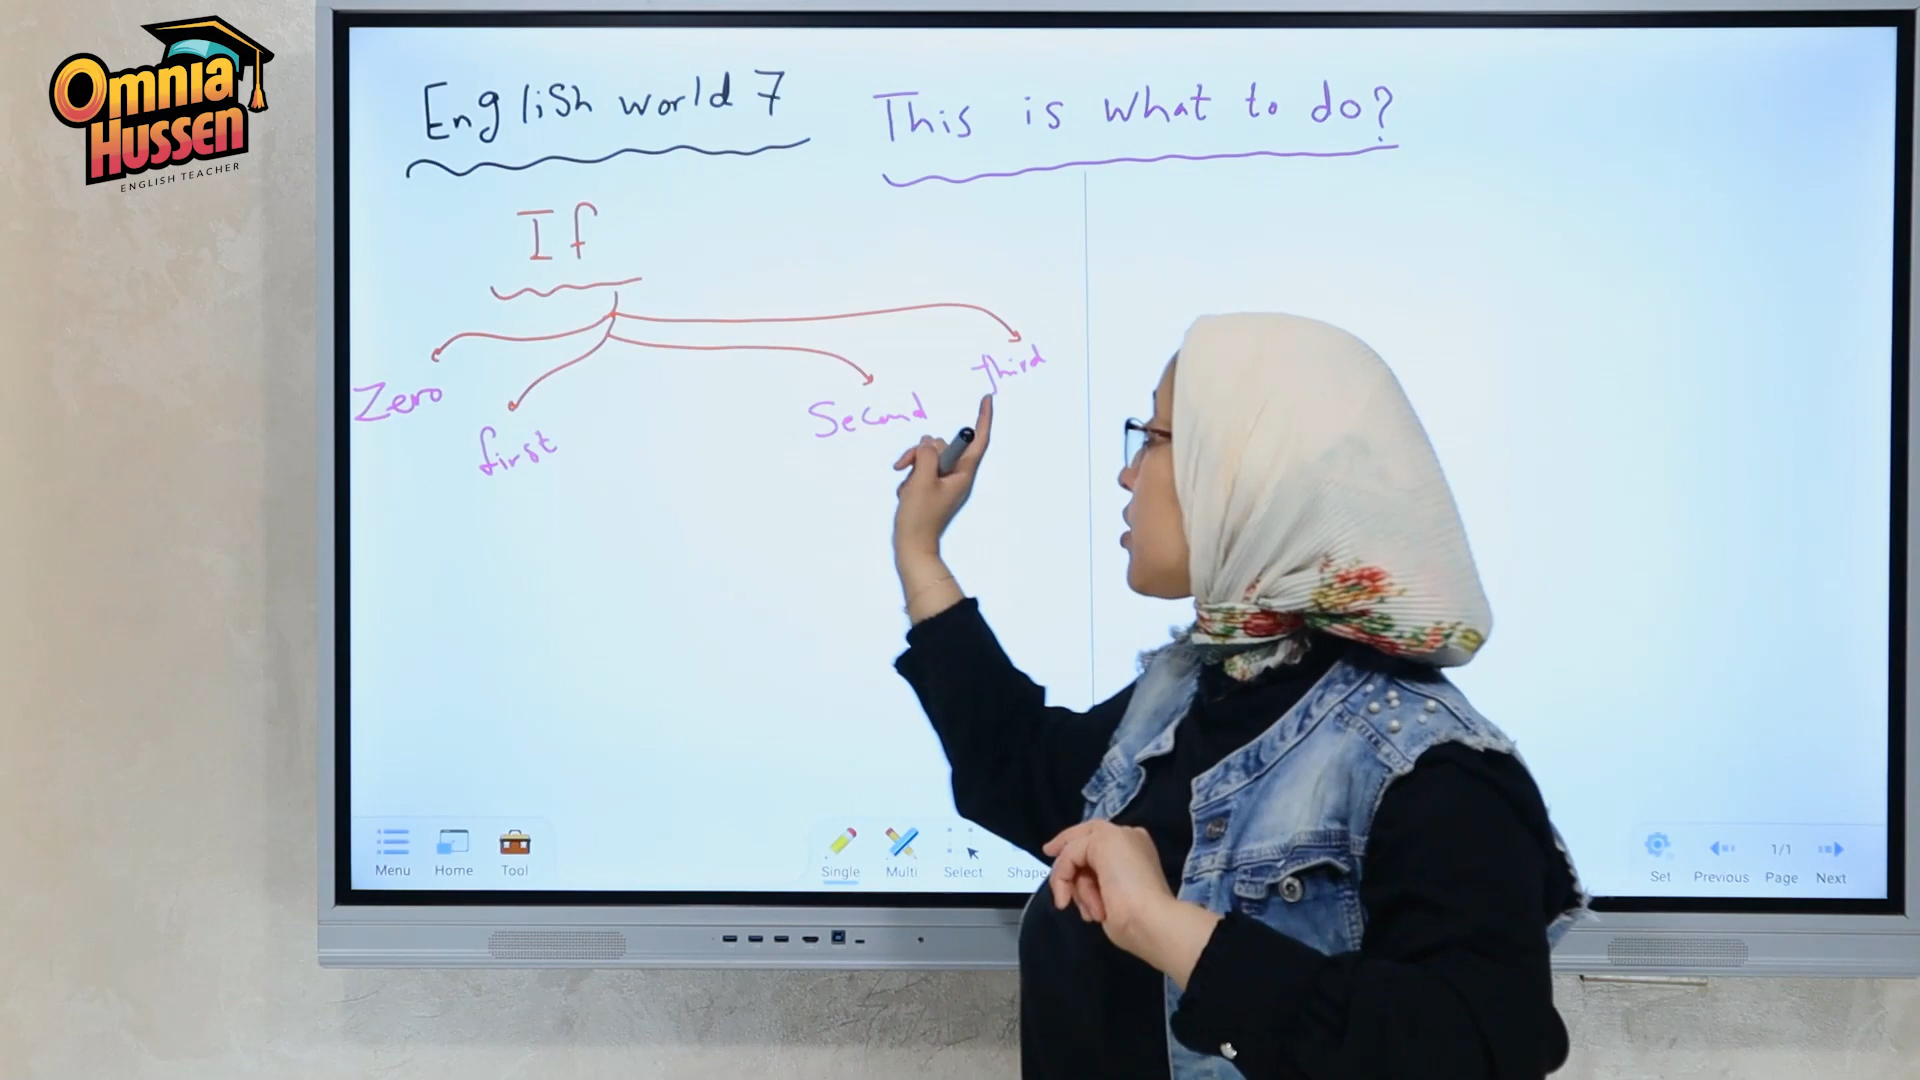 Omnia
Hussen
ENGLISH TEACHER
English world 7
This is what to do?
If
Zero
first
Second
third
Menu
Home
Tool
Single
Multi
Select
Shape
Set
Previous
1/1
Page
Next